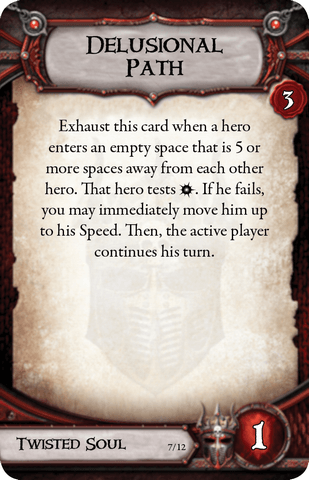 Delusional
Path
3
Exhaust this card when a hero
enters an empty space that is 5 or
more spaces away from each other
hero. That hero tests ✹. If he fails,
you may immediately move him up
to his Speed. Then, the active player
continues his turn.
Twisted Soul
7/12
1